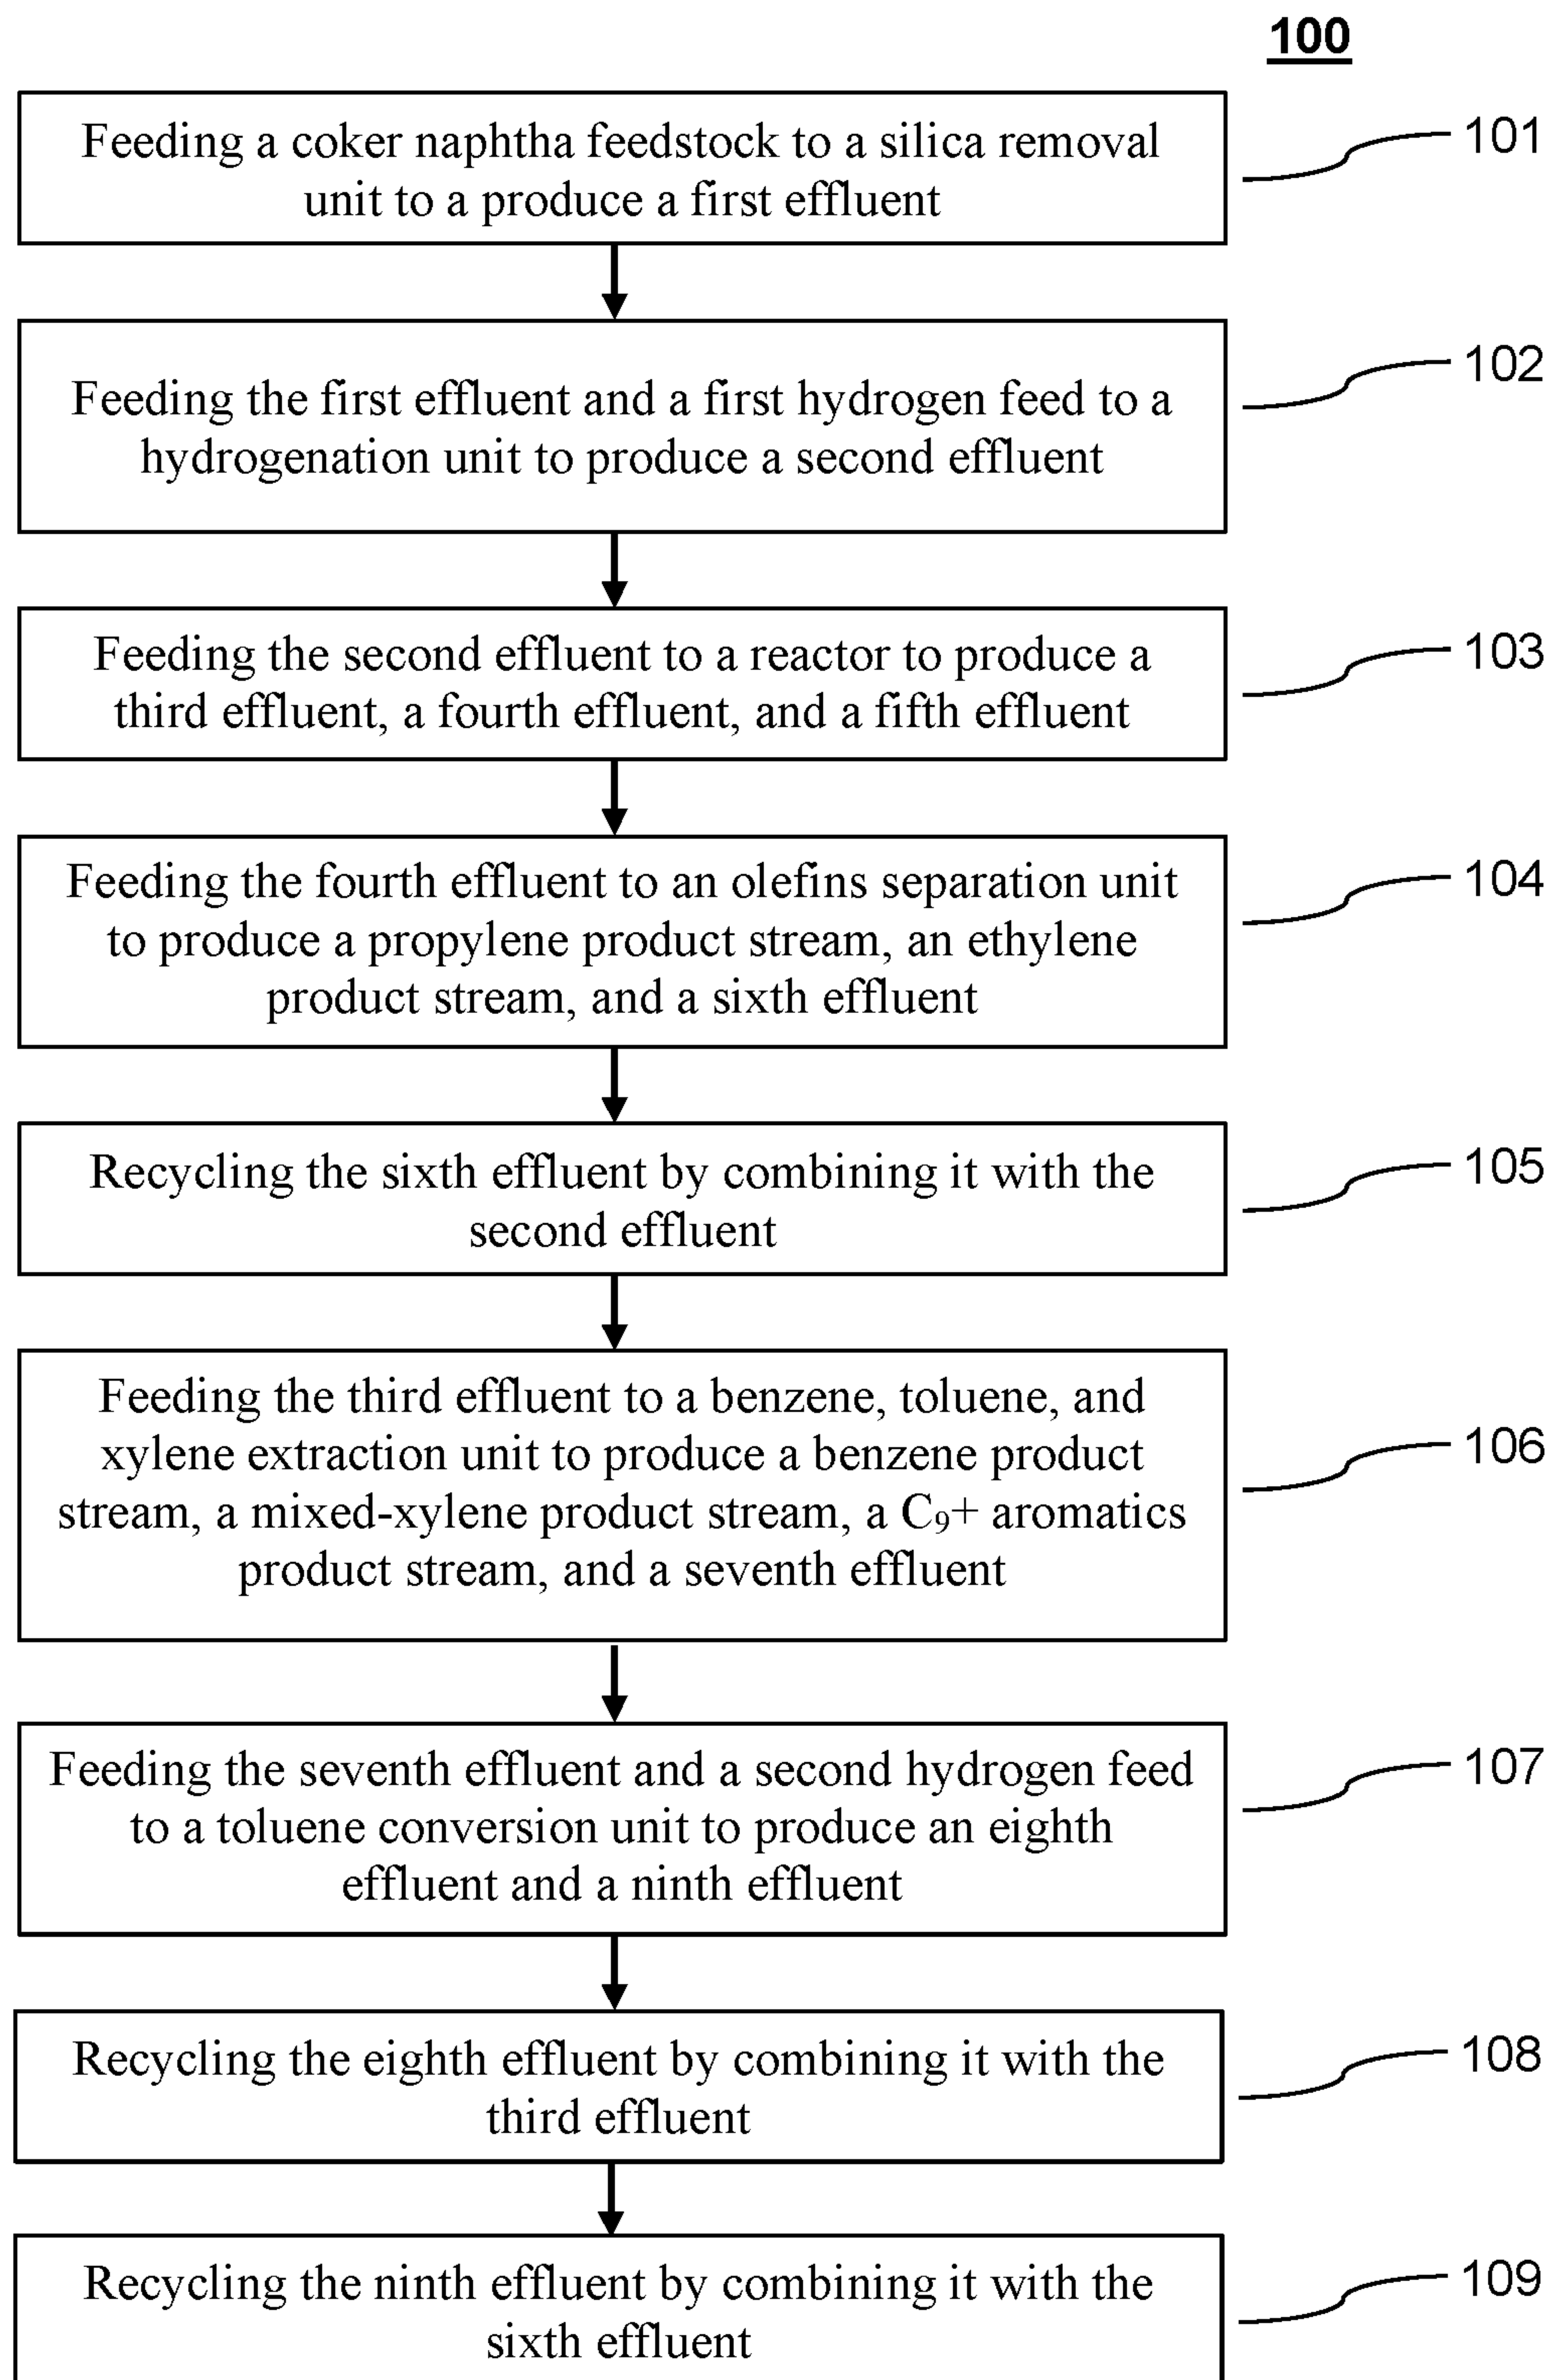 100
Feeding a coker naphtha feedstock to a silica removal
unit to a produce a first effluent
101
Feeding the first effluent and a first hydrogen feed to a
hydrogenation unit to produce a second effluent
102
Feeding the second effluent to a reactor to produce a
third effluent, a fourth effluent, and a fifth effluent
103
Feeding the fourth effluent to an olefins separation unit
to produce a propylene product stream, an ethylene
product stream, and a sixth effluent
104
Recycling the sixth effluent by combining it with the
second effluent
105
Feeding the third effluent to a benzene, toluene, and
xylene extraction unit to produce a benzene product
stream, a mixed-xylene product stream, a C₉+ aromatics
product stream, and a seventh effluent
106
Feeding the seventh effluent and a second hydrogen feed
to a toluene conversion unit to produce an eighth
effluent and a ninth effluent
107
Recycling the eighth effluent by combining it with the
third effluent
108
Recycling the ninth effluent by combining it with the
sixth effluent
109